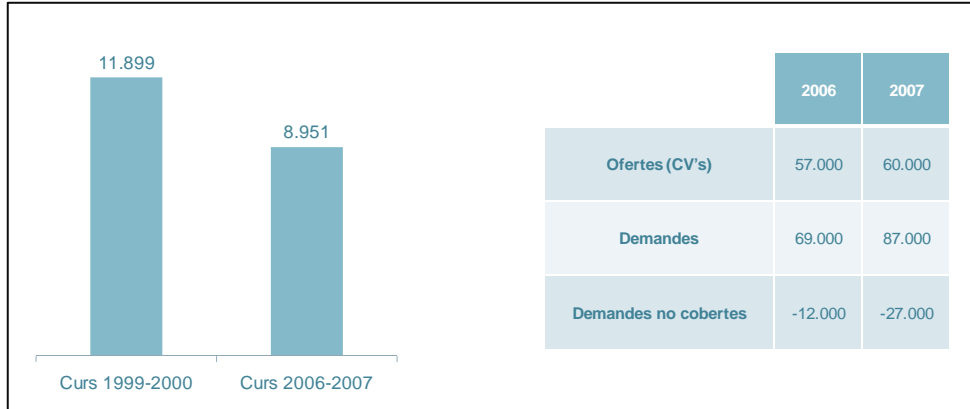 11.899
8.951
Curs 1999-2000 Curs 2006-2007
2006 2007
Ofertes (CV's) 57.000 60.000
Demandes 69.000 87.000
Demandes no cobertes -12.000 -27.000